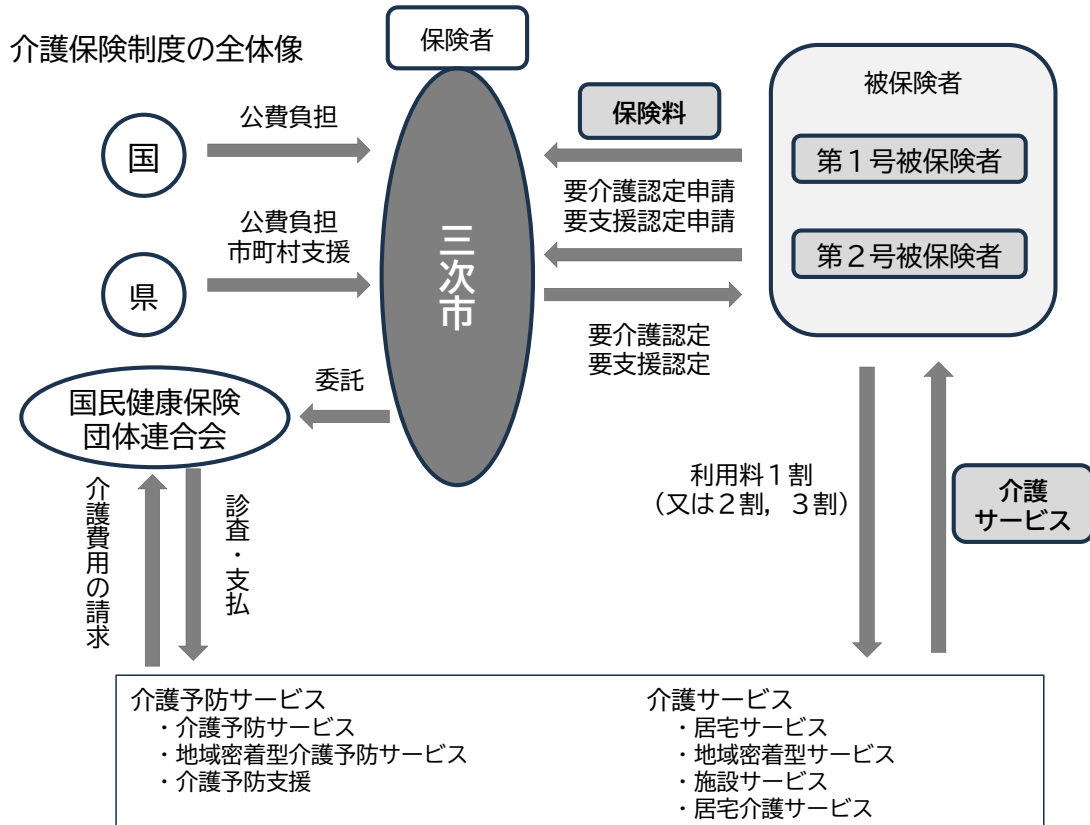 介護保険制度の全体像
保険者
被保険者
国
公費負担
保険料
第1号被保険者
要介護認定申請
要支援認定申請
県
公費負担
市町村支援
三次市
第2号被保険者
要介護認定
要支援認定
国民健康保険
団体連合会
委託
介護費用の請求
診査・支払
利用料1割
（又は2割，3割）
介護
サービス
介護予防サービス
・介護予防サービス
・地域密着型介護予防サービス
・介護予防支援
介護サービス
・居宅サービス
・地域密着型サービス
・施設サービス
・居宅介護サービス